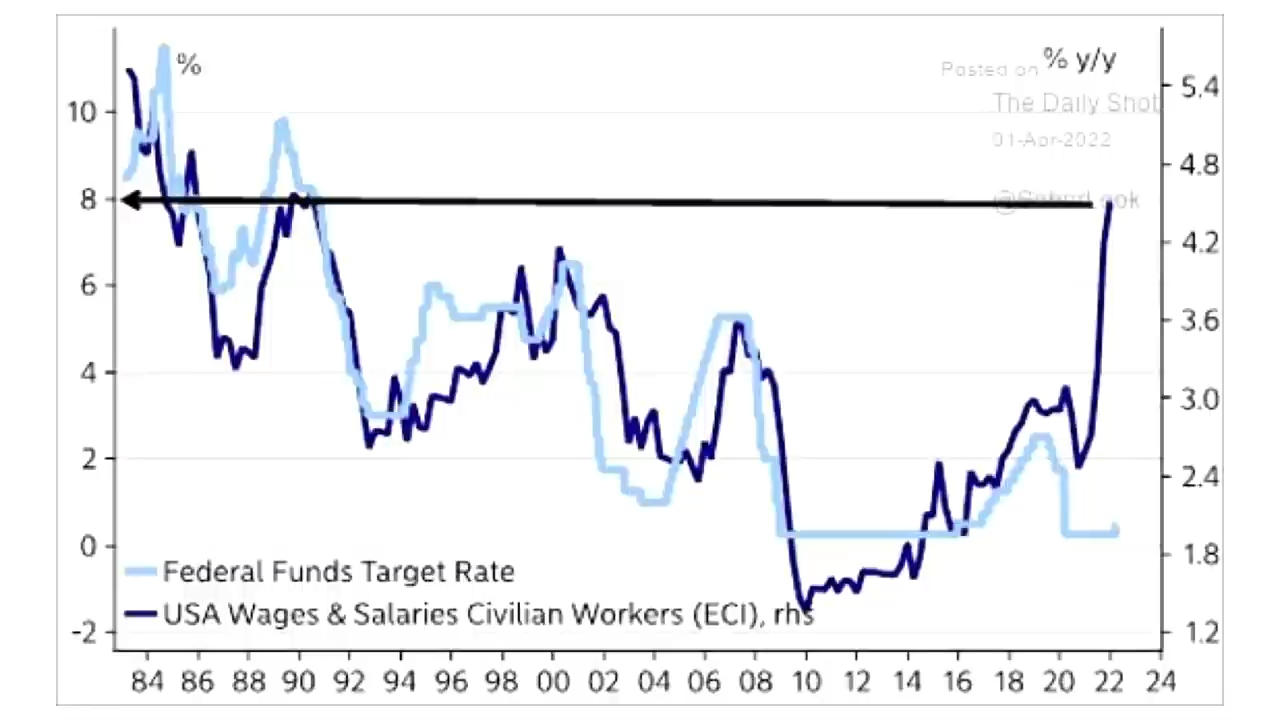 %
% y/y
Posted on
The Daily Shot
01-Apr-2022
10
8
6
4
2
0
-2
5.4
4.8
4.2
3.6
3.0
2.4
1.8
1.2
Federal Funds Target Rate
USA Wages & Salaries Civilian Workers (ECI), rhs
84 86 88 90 92 94 96 98 00 02 04 06 08 10 12 14 16 18 20 22 24